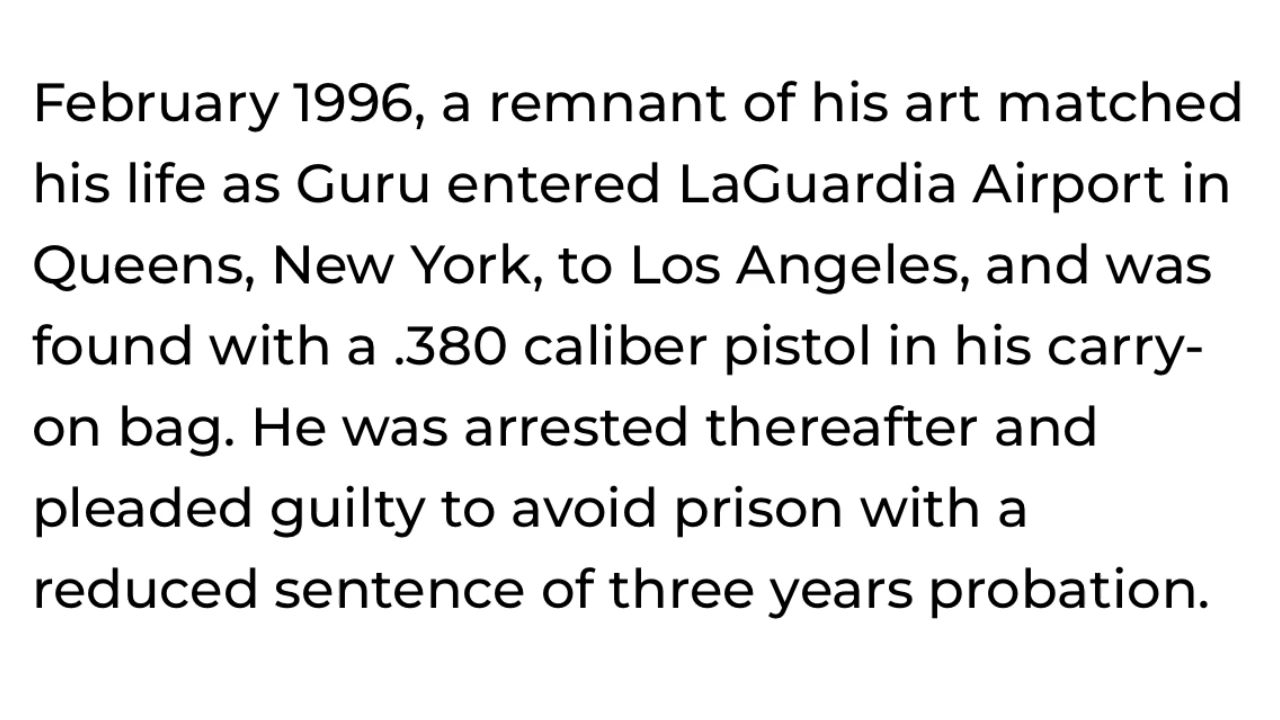 February 1996, a remnant of his art matched
his life as Guru entered LaGuardia Airport in
Queens, New York, to Los Angeles, and was
found with a .380 caliber pistol in his carry-
on bag. He was arrested thereafter and
pleaded guilty to avoid prison with a
reduced sentence of three years probation.